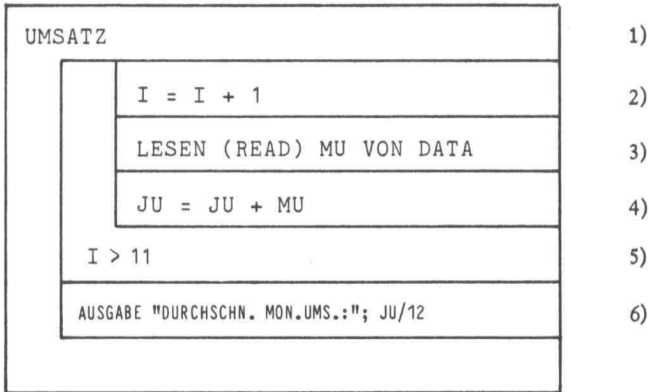 UMSATZ 1)
I = I + 1 2)
LESEN (READ) MU VON DATA 3)
JU = JU + MU 4)
I > 11 5)
AUSGABE "DURCHSCHN. MON.UMS.:"; JU/12 6)